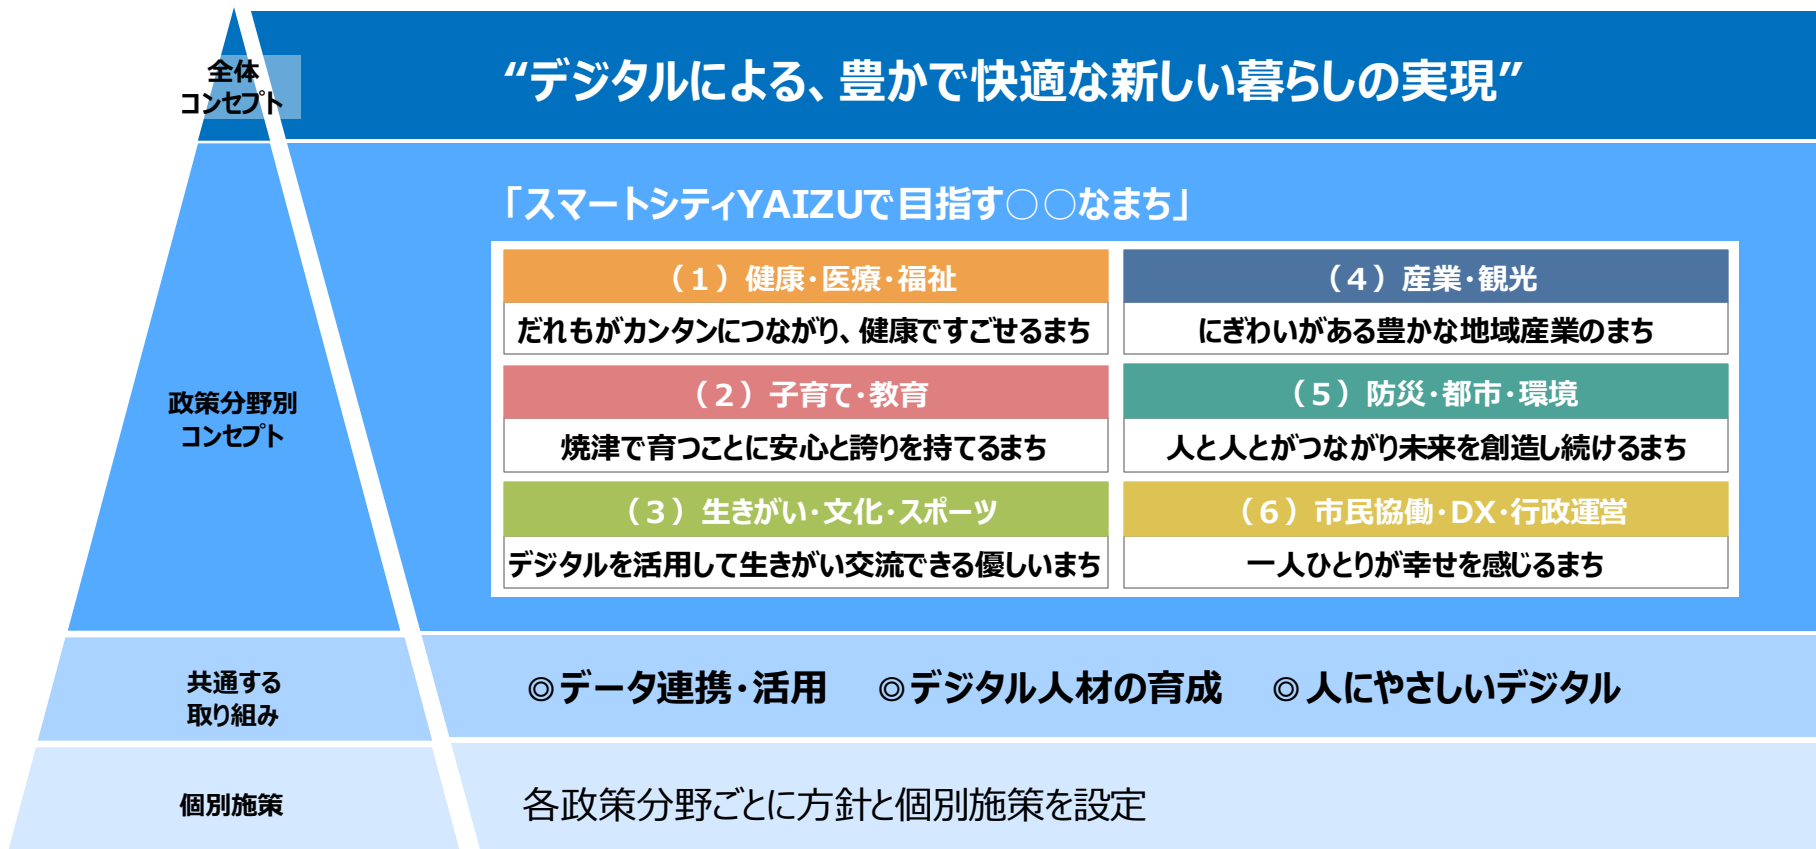 全体
コンセプト
“デジタルによる、豊かで快適な新しい暮らしの実現”
政策分野別
コンセプト
「スマートシティYAIZUで目指す○○なまち」
（１）健康・医療・福祉
だれもがカンタンにつながり、健康ですごせるまち
（２）子育て・教育
焼津で育つことに安心と誇りを持てるまち
（３）生きがい・文化・スポーツ
デジタルを活用して生きがい交流できる優しいまち
（４）産業・観光
にぎわいがある豊かな地域産業のまち
（５）防災・都市・環境
人と人とがつながり未来を創造し続けるまち
（６）市民協働・DX・行政運営
一人ひとりが幸せを感じるまち
共通する
取り組み
◎データ連携・活用　◎デジタル人材の育成　◎人にやさしいデジタル
個別施策
各政策分野ごとに方針と個別施策を設定